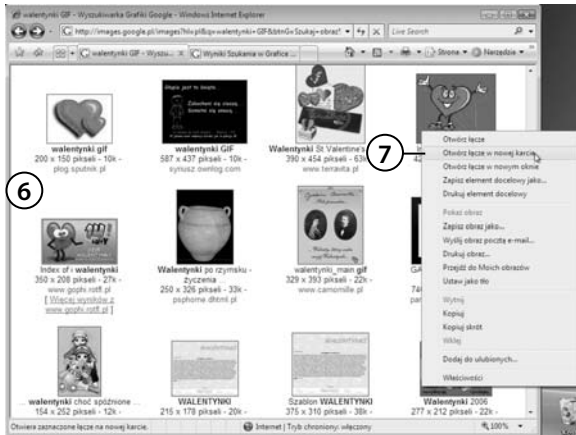 walentynki GIF - Wyszukiwarka Grafiki Google - Windows Internet Explorer
http://images.google.pl/images?hl=pl&q=walentynki+GIF&btnG=Szukaj+obraz!
Live Search
walentynki GIF - Wyszu...
Wyniki Szukania w Grafice ...
Strona
Narzędzia
walentynki gif
200 x 150 pikseli - 10k -
plog.sputnik.pl
walentynki GIF
587 x 437 pikseli - 10k -
syriusz.ownlog.com
Walentynki St Valentine's
390 x 454 pikseli - 63k
www.terravita.pl
6
7
Otwórz łącze
Otwórz łącze w nowej karcie
Otwórz łącze w nowym oknie
Zapisz element docelowy jako...
Drukuj element docelowy
Pokaż obraz
Zapisz obraz jako...
Wyślij obraz pocztą e-mail...
Drukuj obraz...
Przejdź do Moich obrazów
Ustaw jako tło
Wytnij
Kopiuj
Kopiuj skrót
Wklej
Dodaj do ulubionych...
Właściwości
Index of ı walentynki
350 x 208 pikseli - 27k -
www.gophi.rotfl.pl
[ Więcej wyników z
www.gophi.rotfl.pl ]
Walentynki po rzymsku -
życzenia ...
250 x 326 pikseli - 33k -
psphome.dhtml.pl
walentynki_main gif
329 x 393 pikseli - 22k -
www.camomille.pl
... walentynki choć spóźnione ...
154 x 252 pikseli - 12k -
WALENTYNKI
215 x 178 pikseli - 20k -
Szablon WALENTYNKI
375 x 310 pikseli - 38k -
Walentynki 2006
277 x 212 pikseli - 22k -
Otwiera zaznaczone łącze na nowej karcie.
Internet | Tryb chroniony: włączony
100%